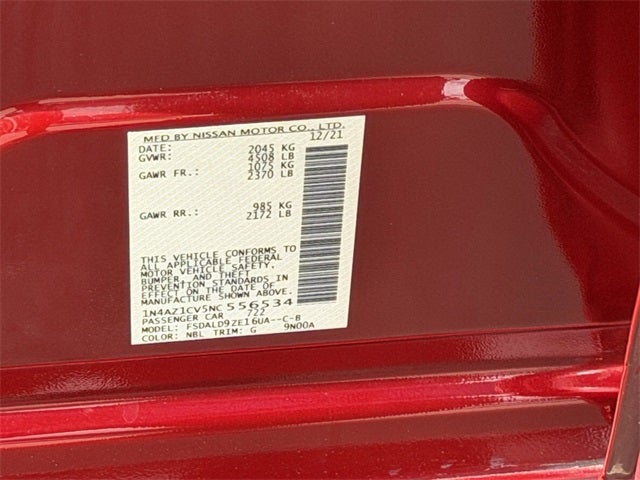 MFD BY NISSAN MOTOR CO., LTD.
DATE: 12/21
GVWR: 2045 KG
4508 LB
GAWR FR.: 1075 KG
2370 LB
GAWR RR.: 985 KG
2172 LB
THIS VEHICLE CONFORMS TO
ALL APPLICABLE FEDERAL
MOTOR VEHICLE SAFETY,
BUMPER, AND THEFT
PREVENTION STANDARDS IN
EFFECT ON THE DATE OF
MANUFACTURE SHOWN ABOVE.
1N4AZ1CV5NC 556534
PASSENGER CAR 722
MODEL: FSDALD9ZE16UA--C-B
COLOR: NBL TRIM: G 9N00A